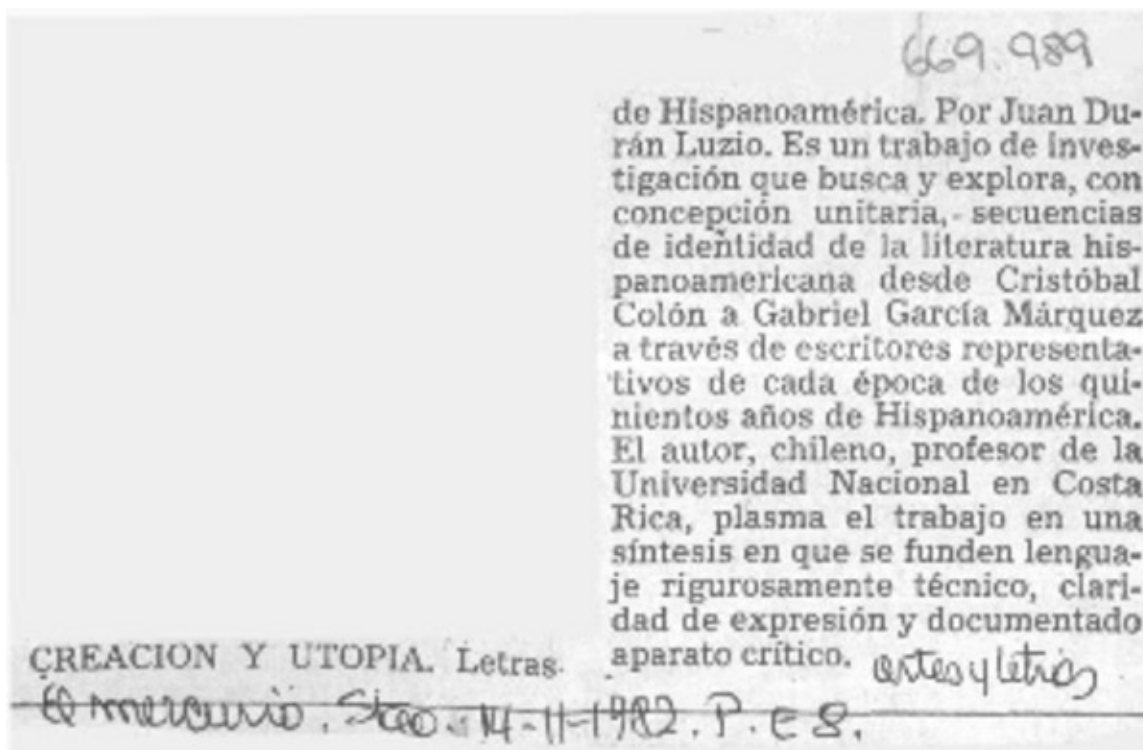 669.989
CREACION Y UTOPIA. Letras
de Hispanoamérica. Por Juan Du-
rán Luzio. Es un trabajo de inves-
tigación que busca y explora, con
concepción unitaria, secuencias
de identidad de la literatura his-
panoamericana desde Cristóbal
Colón a Gabriel García Márquez
a través de escritores representa-
tivos de cada época de los qui-
nientos años de Hispanoamérica.
El autor, chileno, profesor de la
Universidad Nacional en Costa
Rica, plasma el trabajo en una
síntesis en que se funden lengua-
je rigurosamente técnico, clari-
dad de expresión y documentado
aparato crítico.
artes y letras
El mercurio. Stgo. 14-11-1982. P. E 8.